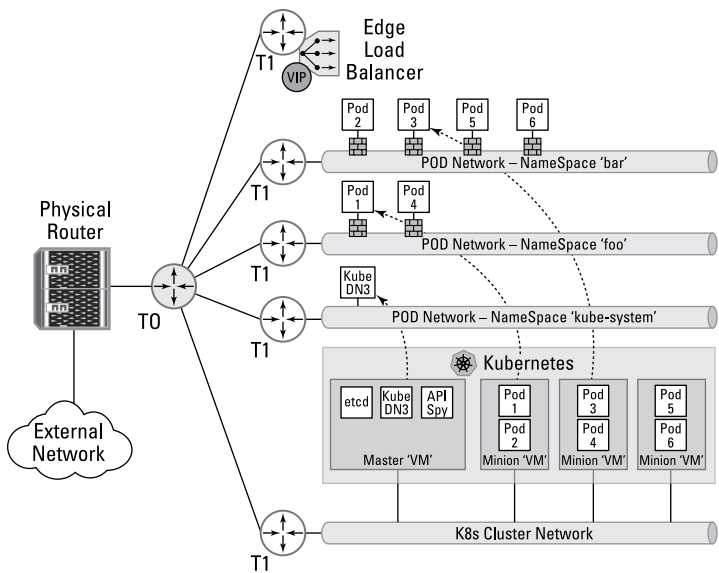 Edge
Load
Balancer
T1
VIP
Pod
2
Pod
3
Pod
5
Pod
6
POD Network – NameSpace 'bar'
T1
Pod
1
Pod
4
POD Network – NameSpace 'foo'
T1
Physical
Router
T0
Kube
DN3
POD Network – NameSpace 'kube-system'
T1
External
Network
Kubernetes
etcd
Kube
DN3
API
Spy
Master 'VM'
Pod
1
Pod
2
Minion 'VM'
Pod
3
Pod
4
Minion 'VM'
Pod
5
Pod
6
Minion 'VM'
K8s Cluster Network
T1